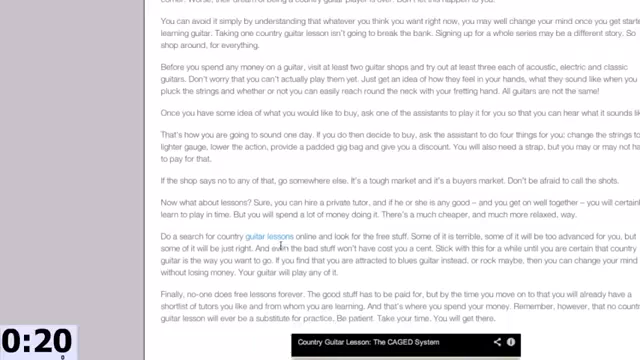 You can avoid it simply by understanding that whatever you think you want right now, you may well change your mind once you get start
learning guitar. Taking one country guitar lesson isn't going to break the bank. Signing up for a whole series may be a different story. So
shop around, for everything.
Before you spend any money on a guitar, visit at least two guitar shops and try out at least three each of acoustic, electric and classic
guitars. Don't worry that you can't actually play them yet. Just get an idea of how they feel in your hands, what they sound like when you
pluck the strings and whether or not you can easily reach round the neck with your fretting hand. All guitars are not the same!
Once you have some idea of what you would like to buy, ask one of the assistants to play it for you so that you can hear what it sounds li
That's how you are going to sound one day. If you do then decide to buy, ask the assistant to do four things for you: change the strings to
lighter gauge, lower the action, provide a padded gig bag and give you a discount. You will also need a strap, but you may or may not ha
to pay for that.
If the shop says no to any of that, go somewhere else. It's a tough market and it's a buyers market. Don't be afraid to call the shots.
Now what about lessons? Sure, you can hire a private tutor, and if he or she is any good – and you get on well together – you will certain
learn to play in time. But you will spend a lot of money doing it. There's a much cheaper, and much more relaxed, way.
Do a search for country guitar lessons online and look for the free stuff. Some of it is terrible, some of it will be too advanced for you, but
some of it will be just right. And even the bad stuff won't have cost you a cent. Stick with this for a while until you are certain that country
guitar is the way you want to go. If you find that you are attracted to blues guitar instead, or rock maybe, then you can change your mind
without losing money. Your guitar will play any of it.
Finally, no-one does free lessons forever. The good stuff has to be paid for, but by the time you move on to that you will already have a
shortlist of tutors you like and from whom you are learning. And that's where you spend your money. Remember, however, that no count
guitar lesson will ever be a substitute for practice. Be patient. Take your time. You will get there.
Country Guitar Lesson: The CAGED System
0:20